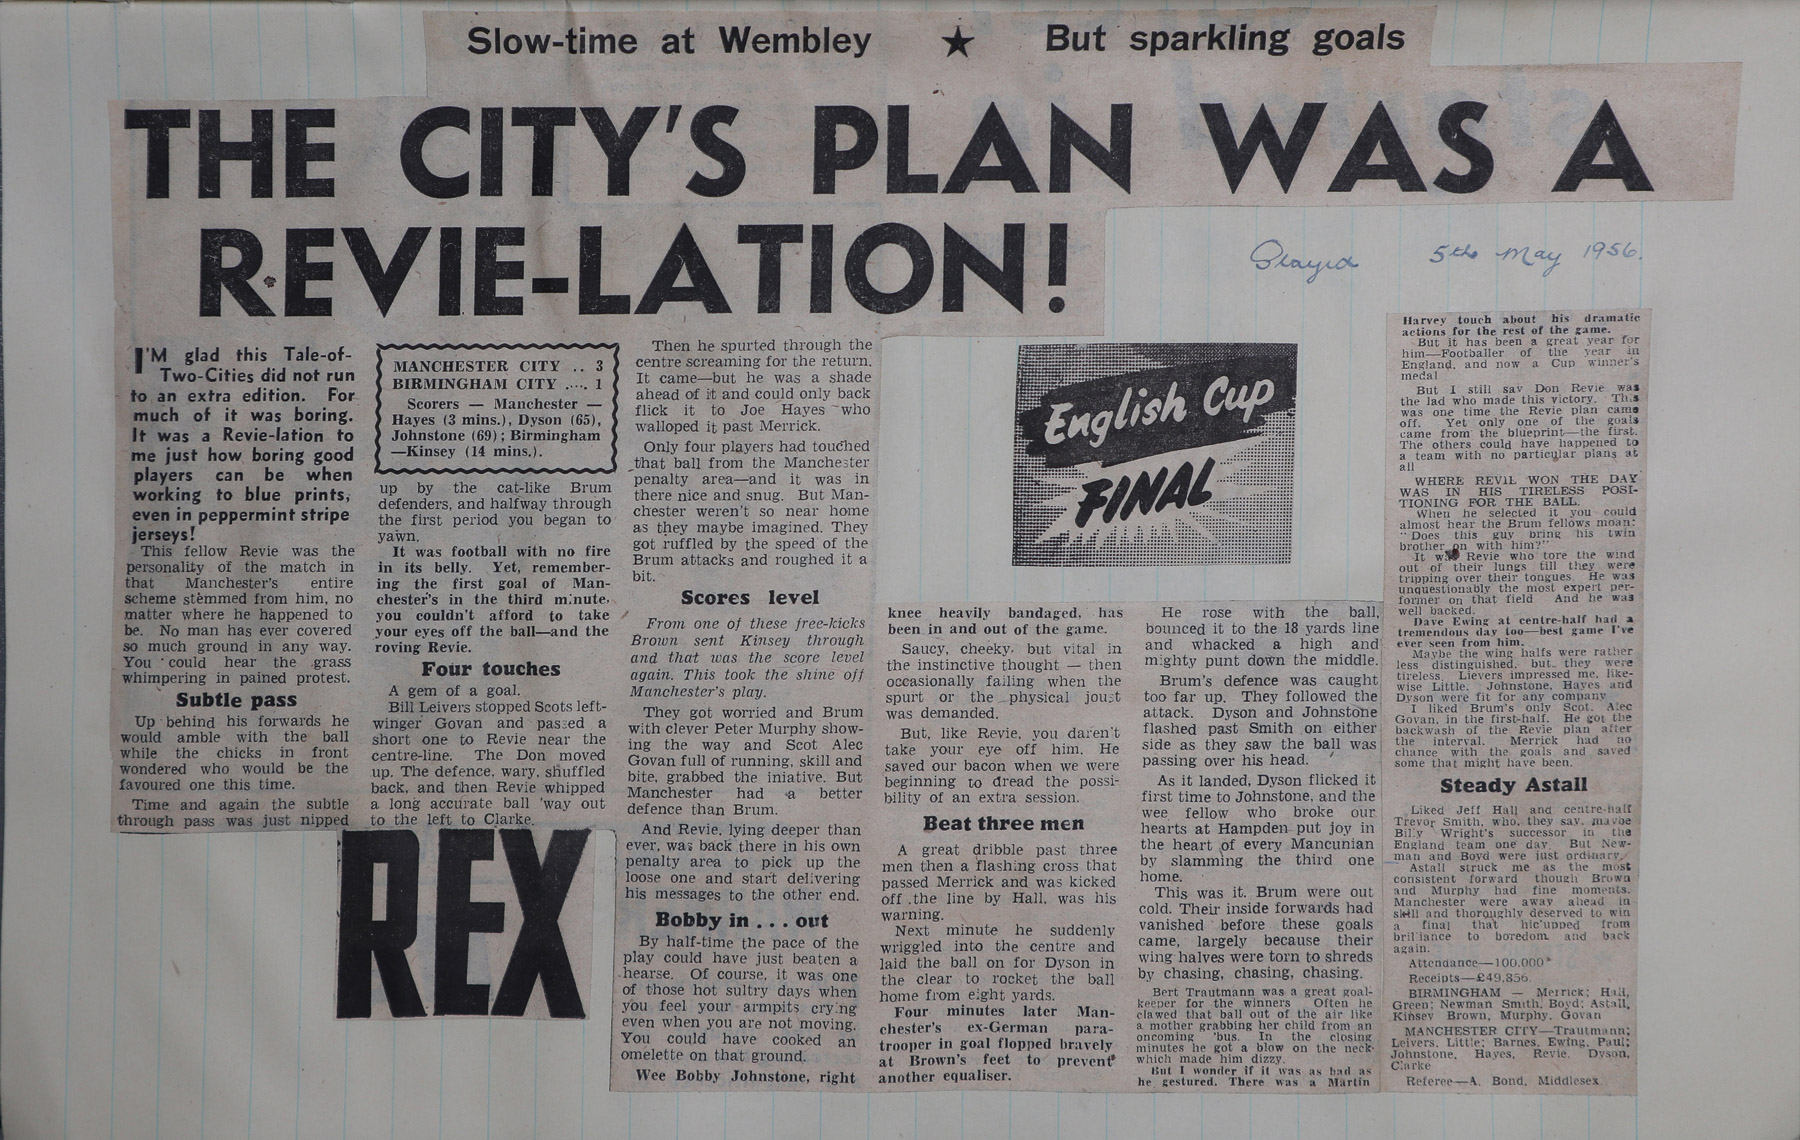 Slow-time at Wembley ★ But sparkling goals
THE CITY'S PLAN WAS A
REVIE-LATION!
Played 5th May 1956.
I'M glad this Tale-of-
Two-Cities did not run
to an extra edition. For
much of it was boring.
It was a Revie-lation to
me just how boring good
players can be when
working to blue prints,
even in peppermint stripe
jerseys!
This fellow Revie was the
personality of the match in
that Manchester's entire
scheme stemmed from him, no
matter where he happened to
be. No man has ever covered
so much ground in any way.
You could hear the grass
whimpering in pained protest.
Subtle pass
Up behind his forwards he
would amble with the ball
while the chicks in front
wondered who would be the
favoured one this time.
Time and again the subtle
through pass was just nipped
MANCHESTER CITY .. 3
BIRMINGHAM CITY .... 1
Scorers — Manchester —
Hayes (3 mins.), Dyson (65),
Johnstone (69); Birmingham
—Kinsey (14 mins.).
up by the cat-like Brum
defenders, and halfway through
the first period you began to
yawn.
It was football with no fire
in its belly. Yet, remember-
ing the first goal of Man-
chester's in the third minute,
you couldn't afford to take
your eyes off the ball—and the
roving Revie.
Four touches
A gem of a goal.
Bill Leivers stopped Scots left-
winger Govan and passed a
short one to Revie near the
centre-line. The Don moved
up. The defence, wary, shuffled
back, and then Revie whipped
a long accurate ball 'way out
to the left to Clarke.
REX
Then he spurted through the
centre screaming for the return.
It came—but he was a shade
ahead of it and could only back
flick it to Joe Hayes who
walloped it past Merrick.
Only four players had touched
that ball from the Manchester
penalty area—and it was in
there nice and snug. But Man-
chester weren't so near home
as they maybe imagined. They
got ruffled by the speed of the
Brum attacks and roughed it a
bit.
Scores level
From one of these free-kicks
Brown sent Kinsey through
and that was the score level
again. This took the shine off
Manchester's play.
They got worried and Brum
with clever Peter Murphy show-
ing the way and Scot Alec
Govan full of running, skill and
bite, grabbed the iniative. But
Manchester had a better
defence than Brum.
And Revie, lying deeper than
ever, was back there in his own
penalty area to pick up the
loose one and start delivering
his messages to the other end.
Bobby in . . . out
By half-time the pace of the
play could have just beaten a
hearse. Of course, it was one
of those hot sultry days when
you feel your armpits crying
even when you are not moving.
You could have cooked an
omelette on that ground.
Wee Bobby Johnstone, right
English Cup
FINAL
knee heavily bandaged, has
been in and out of the game.
Saucy, cheeky, but vital in
the instinctive thought — then
occasionally failing when the
spurt or the physical joust
was demanded.
But, like Revie, you daren't
take your eye off him. He
saved our bacon when we were
beginning to dread the possi-
bility of an extra session.
Beat three men
A great dribble past three
men then a flashing cross that
passed Merrick and was kicked
off the line by Hall, was his
warning.
Next minute he suddenly
wriggled into the centre and
laid the ball on for Dyson in
the clear to rocket the ball
home from eight yards.
Four minutes later Man-
chester's ex-German para-
trooper in goal flopped bravely
at Brown's feet to prevent
another equaliser.
He rose with the ball,
bounced it to the 18 yards line
and whacked a high and
mighty punt down the middle.
Brum's defence was caught
too far up. They followed the
attack. Dyson and Johnstone
flashed past Smith on either
side as they saw the ball was
passing over his head.
As it landed, Dyson flicked it
first time to Johnstone, and the
wee fellow who broke our
hearts at Hampden put joy in
the heart of every Mancunian
by slamming the third one
home.
This was it. Brum were out
cold. Their inside forwards had
vanished before these goals
came, largely because their
wing halves were torn to shreds
by chasing, chasing, chasing.
Bert Trautmann was a great goal-
keeper for the winners Often he
clawed that ball out of the air like
a mother grabbing her child from an
oncoming 'bus. In the closing
minutes he got a blow on the neck
which made him dizzy.
But I wonder if it was as bad as
he gestured. There was a Martin
Harvey touch about his dramatic
actions for the rest of the game.
But it has been a great year for
him—Footballer of the year in
England, and now a Cup winner's
medal
But I still say Don Revie was
the lad who made this victory. This
was one time the Revie plan came
off. Yet only one of the goals
came from the blueprint—the first.
The others could have happened to
a team with no particular plans at
all
WHERE REVIE WON THE DAY
WAS IN HIS TIRELESS POSI-
TIONING FOR THE BALL.
When he selected it you could
almost hear the Brum fellows moan:
"Does this guy bring his twin
brother on with him?"
It was Revie who tore the wind
out of their lungs till they were
tripping over their tongues. He was
unquestionably the most expert per-
former on that field And he was
well backed.
Dave Ewing at centre-half had a
tremendous day too—best game I've
ever seen from him.
Maybe the wing halfs were rather
less distinguished, but they were
tireless. Lievers impressed me, like-
wise Little. Johnstone, Hayes and
Dyson were fit for any company
I liked Brum's only Scot, Alec
Govan, in the first-half. He got the
backwash of the Revie plan after
the interval. Merrick had no
chance with the goals and saved
some that might have been.
Steady Astall
Liked Jeff Hall and centre-half
Trevor Smith, who, they say, maybe
Billy Wright's successor in the
England team one day. But New-
man and Boyd were just ordinary.
Astall struck me as the most
consistent forward though Brown
and Murphy had fine moments.
Manchester were away ahead in
skill and thoroughly deserved to win
a final that hic'upped from
brilliance to boredom and back
again.
Attendance—100,000
Receipts—£49,856.
BIRMINGHAM — Merrick; Hall,
Green; Newman Smith, Boyd; Astall,
Kinsey Brown, Murphy, Govan
MANCHESTER CITY—Trautmann;
Leivers, Little; Barnes, Ewing, Paul;
Johnstone, Hayes, Revie, Dyson,
Clarke
Referee—A. Bond, Middlesex